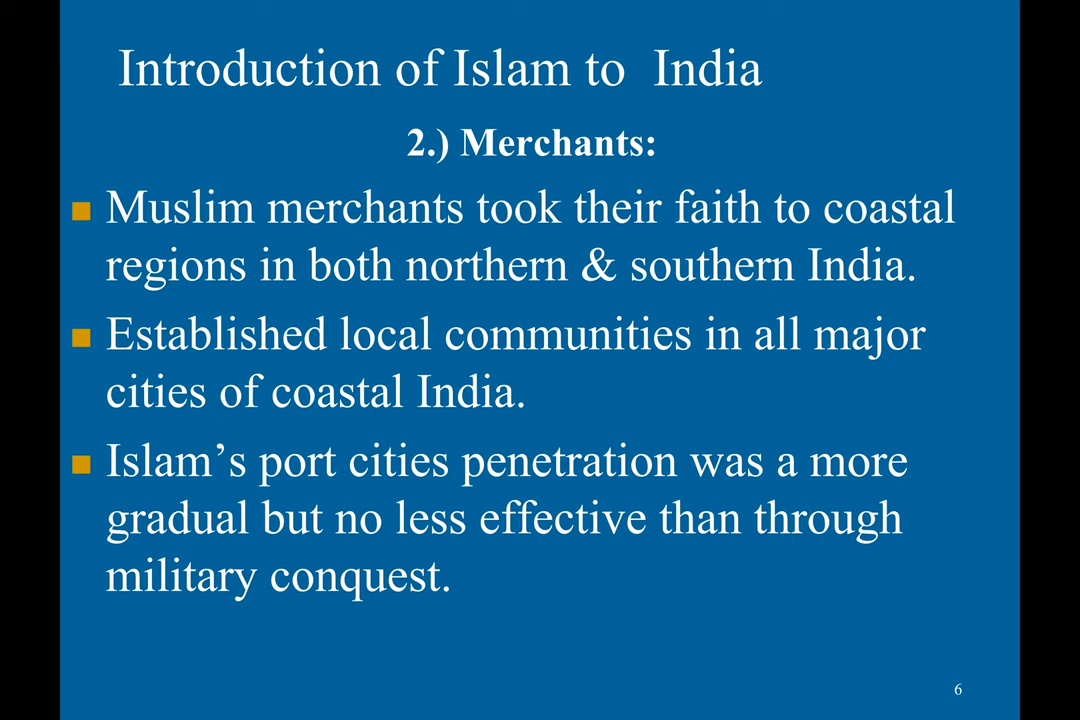 Introduction of Islam to  India
2.) Merchants:
Muslim merchants took their faith to coastal
regions in both northern & southern India.
Established local communities in all major
cities of coastal India.
Islam’s port cities penetration was a more
gradual but no less effective than through
military conquest.
6